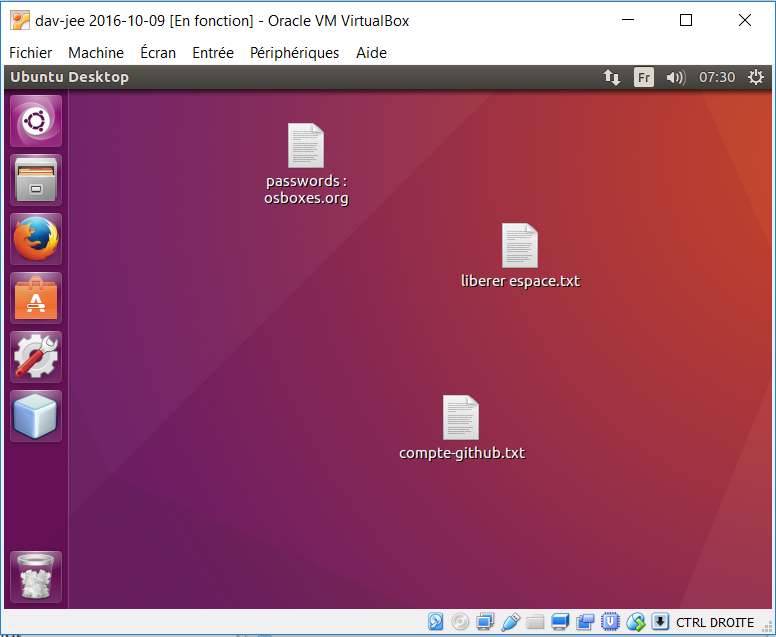 dav-jee 2016-10-09 [En fonction] - Oracle VM VirtualBox
Fichier Machine Écran Entrée Périphériques Aide
Ubuntu Desktop Fr 07:30
passwords :
osboxes.org
liberer espace.txt
compte-github.txt
CTRL DROITE